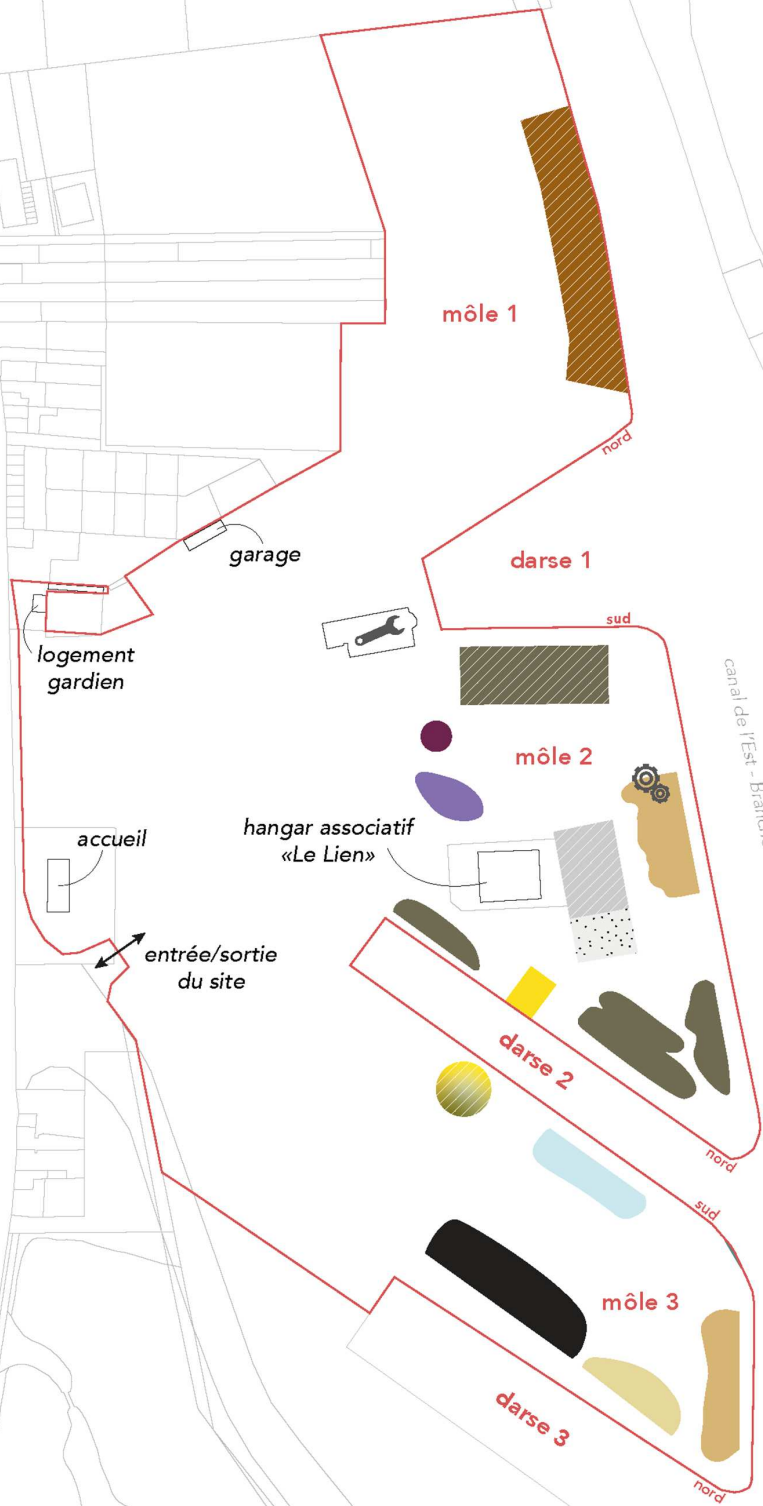 môle 1
nord
garage
darse 1
sud
logement
gardien
canal de l'Est - Branche
môle 2
accueil
hangar associatif
«Le Lien»
entrée/sortie
du site
darse 2
nord
sud
môle 3
darse 3
nord